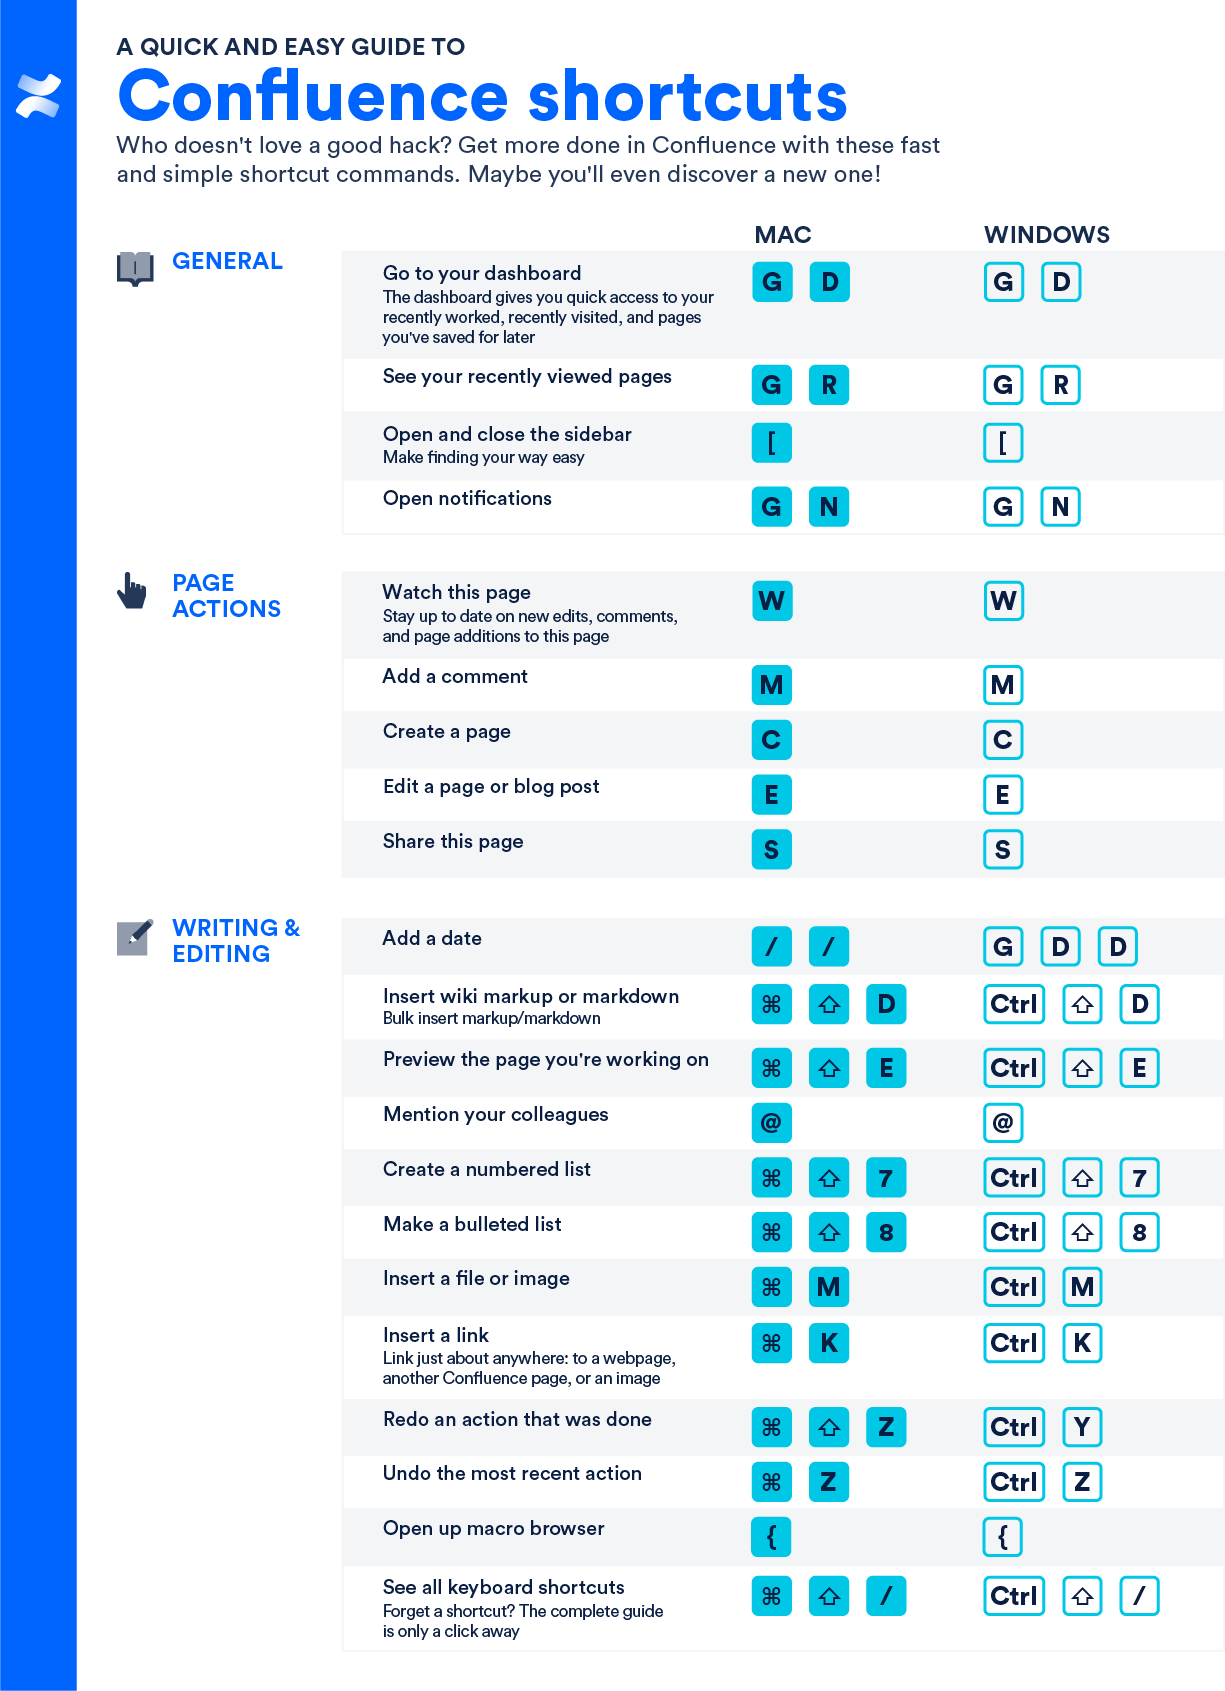 A QUICK AND EASY GUIDE TO
Confluence shortcuts
Who doesn't love a good hack? Get more done in Confluence with these fast
and simple shortcut commands. Maybe you'll even discover a new one!
MAC WINDOWS
GENERAL
Go to your dashboard G D G D
The dashboard gives you quick access to your
recently worked, recently visited, and pages
you've saved for later
See your recently viewed pages G R G R
Open and close the sidebar [ [
Make finding your way easy
Open notifications G N G N
PAGE
ACTIONS
Watch this page W W
Stay up to date on new edits, comments,
and page additions to this page
Add a comment M M
Create a page C C
Edit a page or blog post E E
Share this page S S
WRITING &
EDITING
Add a date / / G D D
Insert wiki markup or markdown ⌘ ⇧ D Ctrl ⇧ D
Bulk insert markup/markdown
Preview the page you're working on ⌘ ⇧ E Ctrl ⇧ E
Mention your colleagues @ @
Create a numbered list ⌘ ⇧ 7 Ctrl ⇧ 7
Make a bulleted list ⌘ ⇧ 8 Ctrl ⇧ 8
Insert a file or image ⌘ M Ctrl M
Insert a link ⌘ K Ctrl K
Link just about anywhere: to a webpage,
another Confluence page, or an image
Redo an action that was done ⌘ ⇧ Z Ctrl Y
Undo the most recent action ⌘ Z Ctrl Z
Open up macro browser { {
See all keyboard shortcuts ⌘ ⇧ / Ctrl ⇧ /
Forget a shortcut? The complete guide
is only a click away